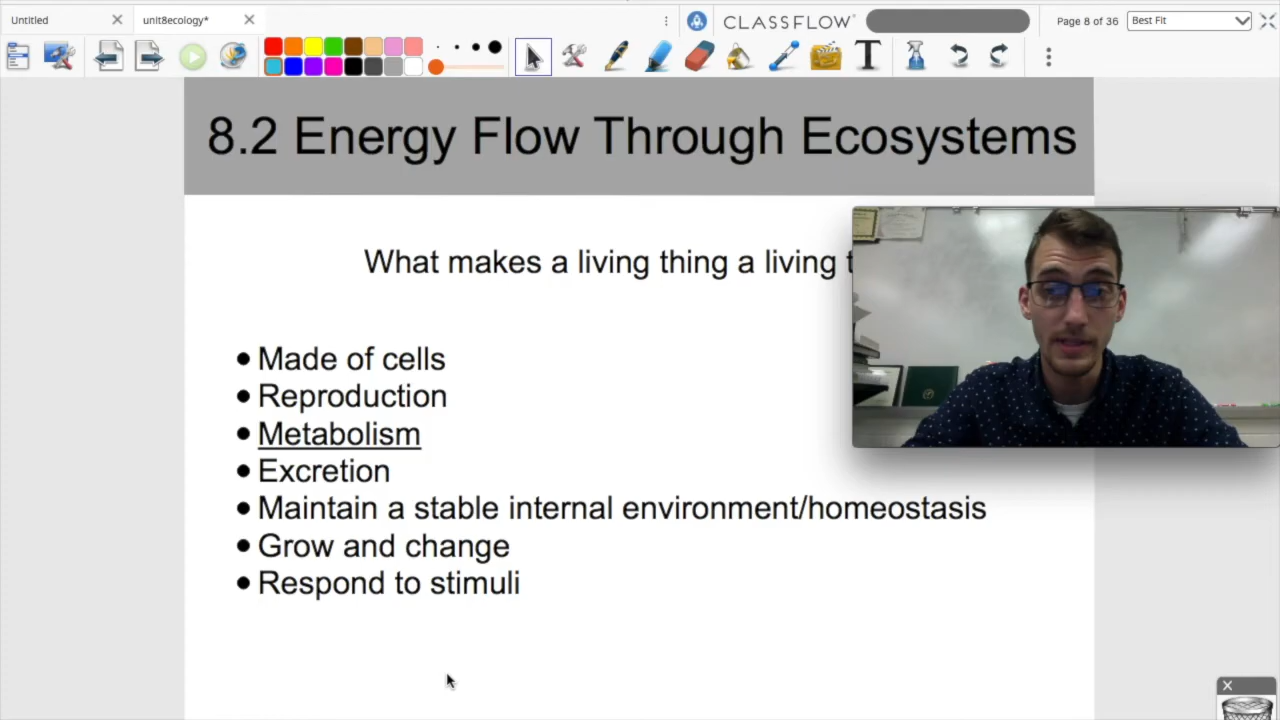 Untitled
unit8ecology*
CLASSFLOW
Page 8 of 36
Best Fit
T
8.2 Energy Flow Through Ecosystems
What makes a living thing a living
• Made of cells
• Reproduction
• Metabolism
• Excretion
• Maintain a stable internal environment/homeostasis
• Grow and change
• Respond to stimuli